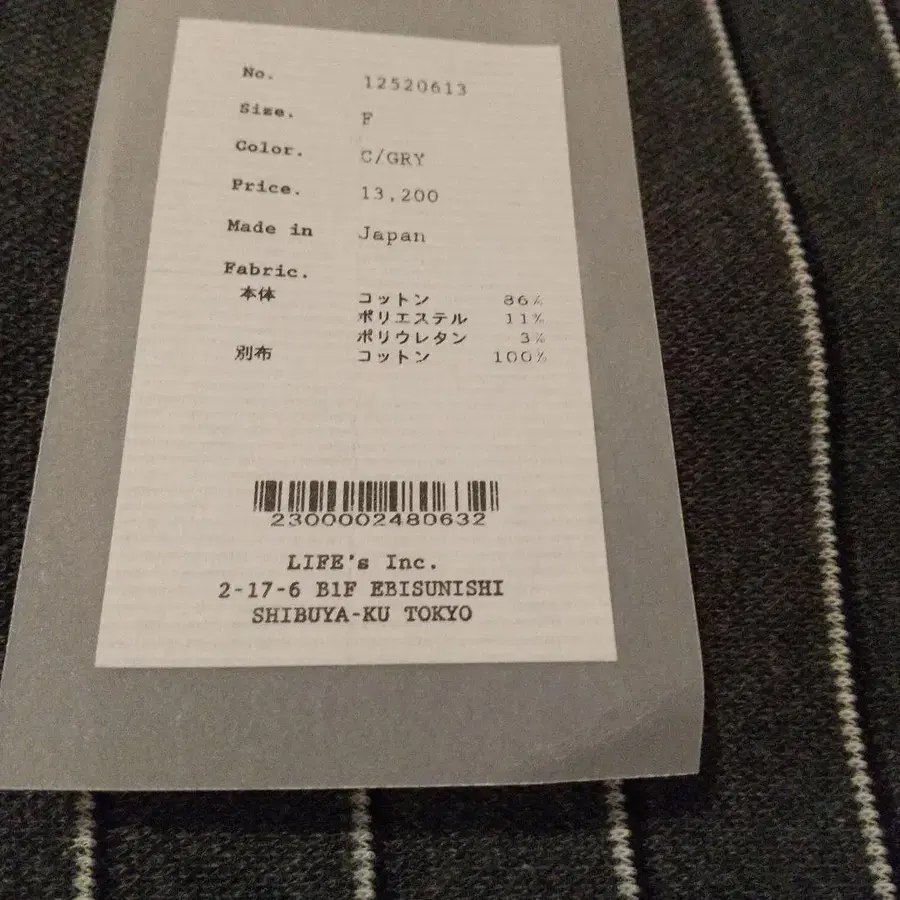 No. 12520613
Size. F
Color. C/GRY
Price. 13,200
Made in Japan
Fabric.
本体 コットン 86%
ポリエステル 11%
ポリウレタン 3%
別布 コットン 100%
2300002480632
LIFE's Inc.
2-17-6 B1F EBISUNISHI
SHIBUYA-KU TOKYO